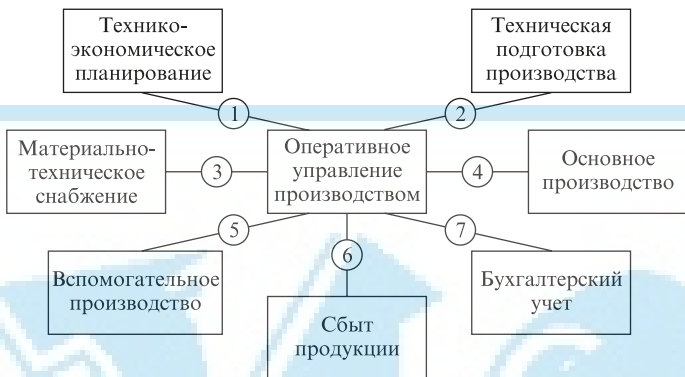 Технико-
экономическое
планирование
Техническая
подготовка
производства
1
2
Материально-
техническое
снабжение
3
Оперативное
управление
производством
4
Основное
производство
5
6
7
Вспомогательное
производство
Сбыт
продукции
Бухгалтерский
учет